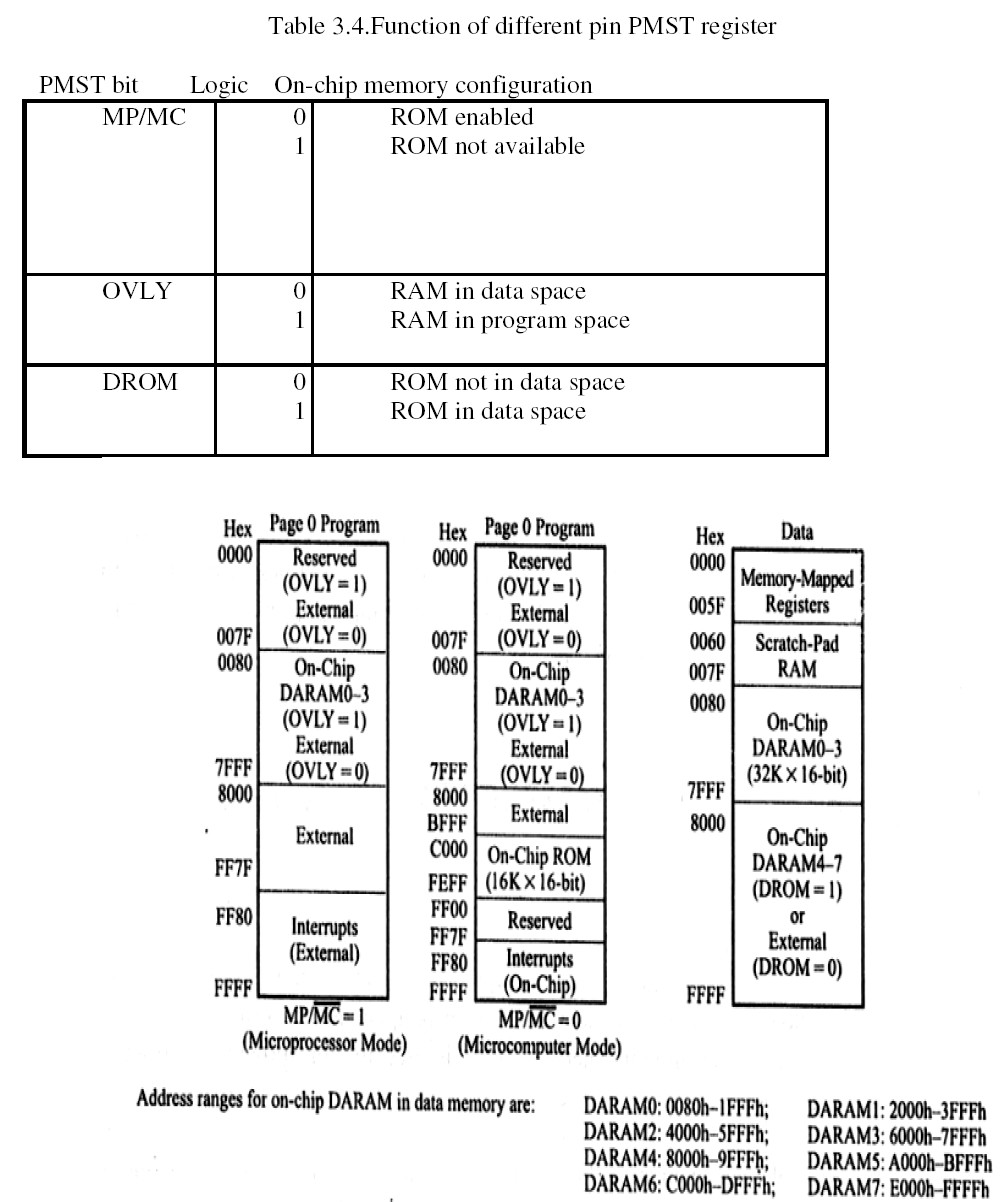 Table 3.4.Function of different pin PMST register
PMST bit Logic On-chip memory configuration
MP/MC 0 ROM enabled
1 ROM not available
OVLY 0 RAM in data space
1 RAM in program space
DROM 0 ROM not in data space
1 ROM in data space
Hex Page 0 Program
0000 Reserved
(OVLY = 1)
External
007F (OVLY = 0)
0080 On-Chip
DARAM0–3
(OVLY = 1)
External
7FFF (OVLY = 0)
8000
External
FF7F
FF80 Interrupts
(External)
FFFF
MP/MC = 1
(Microprocessor Mode)
Hex Page 0 Program
0000 Reserved
(OVLY = 1)
External
007F (OVLY = 0)
0080 On-Chip
DARAM0–3
(OVLY = 1)
External
7FFF (OVLY = 0)
8000 External
BFFF
C000 On-Chip ROM
FEFF (16K × 16-bit)
FF00 Reserved
FF7F
FF80 Interrupts
FFFF (On-Chip)
MP/MC = 0
(Microcomputer Mode)
Hex Data
0000 Memory-Mapped
005F Registers
0060 Scratch-Pad
007F RAM
0080 On-Chip
DARAM0–3
(32K × 16-bit)
7FFF
8000 On-Chip
DARAM4–7
(DROM = 1)
or
External
(DROM = 0)
FFFF
Address ranges for on-chip DARAM in data memory are: DARAM0: 0080h–1FFFh; DARAM1: 2000h–3FFFh
DARAM2: 4000h–5FFFh; DARAM3: 6000h–7FFFh
DARAM4: 8000h–9FFFh; DARAM5: A000h–BFFFh
DARAM6: C000h–DFFFh; DARAM7: E000h–FFFFh